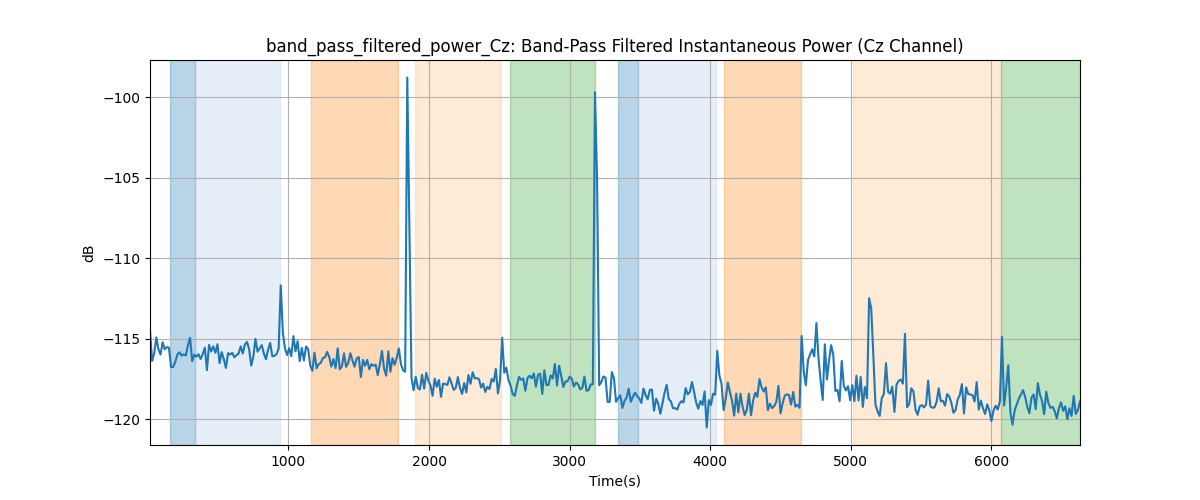 band_pass_filtered_power_Cz: Band-Pass Filtered Instantaneous Power (Cz Channel)
−100
−105
−110
−115
−120
dB
1000 2000 3000 4000 5000 6000
Time(s)